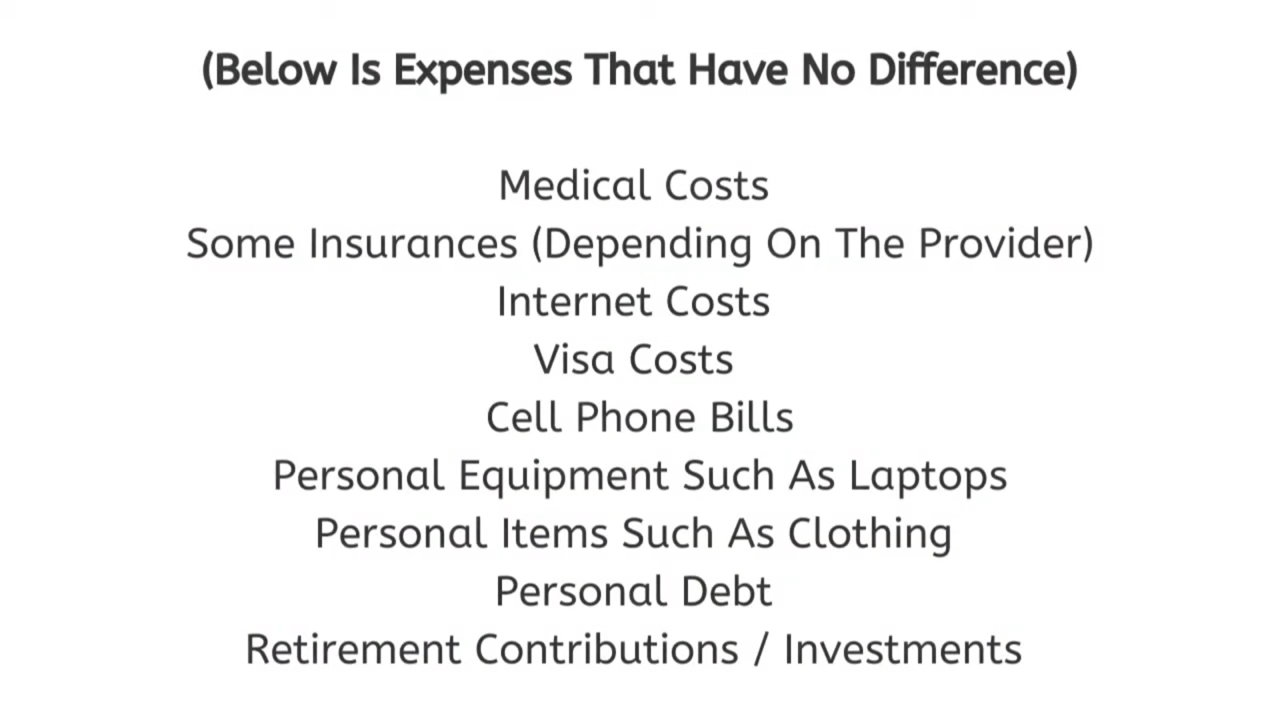 (Below Is Expenses That Have No Difference)
Medical Costs
Some Insurances (Depending On The Provider)
Internet Costs
Visa Costs
Cell Phone Bills
Personal Equipment Such As Laptops
Personal Items Such As Clothing
Personal Debt
Retirement Contributions / Investments